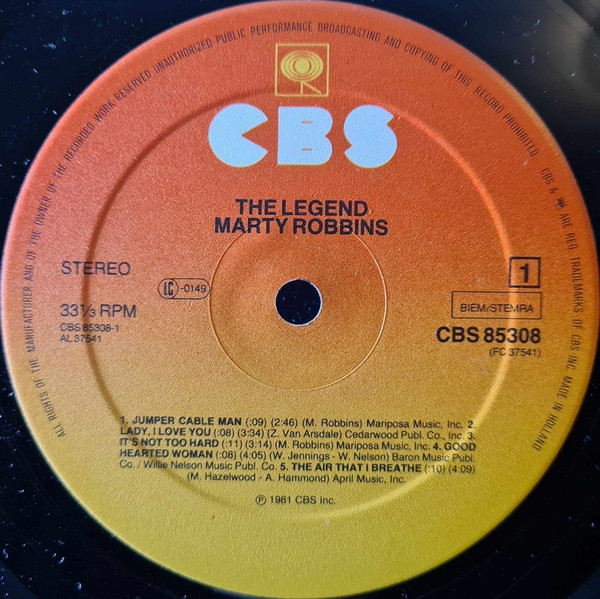 ALL RIGHTS OF THE MANUFACTURER AND OF THE OWNER OF THE RECORDED WORK RESERVED UNAUTHORIZED PUBLIC PERFORMANCE BROADCASTING AND COPYING OF THIS RECORD PROHIBITED CBS & ARE REG. TRADEMARKS OF CBS INC. MADE IN HOLLAND
CBS
THE LEGEND
MARTY ROBBINS
STEREO
LC -0149
1
33⅓ RPM
BIEM/STEMRA
CBS 85308-1
AL 37541
CBS 85308
(FC 37541)
1. JUMPER CABLE MAN (:09) (2:46) (M. Robbins) Mariposa Music, Inc. 2.
LADY, I LOVE YOU (:08) (3:34) (Z. Van Arsdale) Cedarwood Publ. Co., Inc. 3.
IT'S NOT TOO HARD (:11) (3:14) (M. Robbins) Mariposa Music, Inc. 4. GOOD
HEARTED WOMAN (:08) (4:05) (W. Jennings - W. Nelson) Baron Music Publ.
Co. / Willie Nelson Music Publ. Co. 5. THE AIR THAT I BREATHE (:10) (4:09)
(M. Hazelwood - A. Hammond) April Music, Inc.
℗ 1981 CBS Inc.